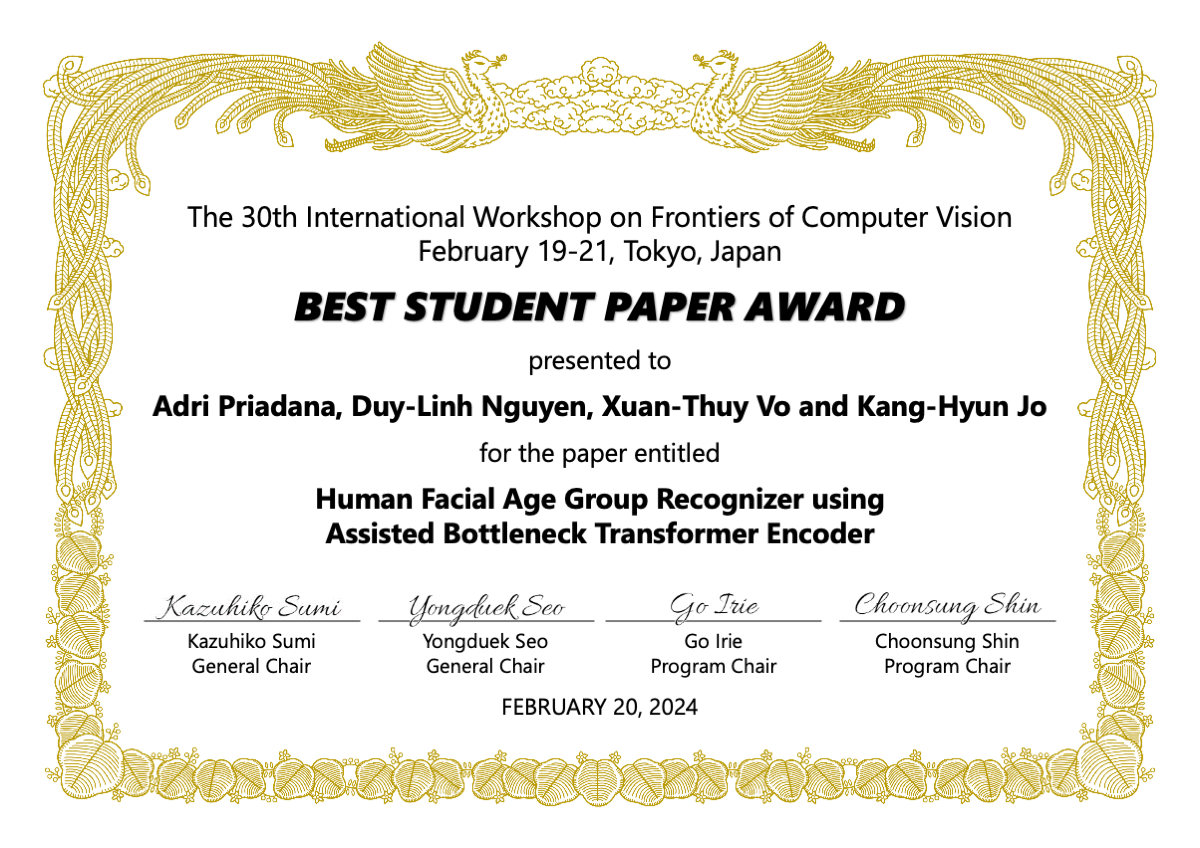 The 30th International Workshop on Frontiers of Computer Vision
February 19-21, Tokyo, Japan
BEST STUDENT PAPER AWARD
presented to
Adri Priadana, Duy-Linh Nguyen, Xuan-Thuy Vo and Kang-Hyun Jo
for the paper entitled
Human Facial Age Group Recognizer using
Assisted Bottleneck Transformer Encoder
Kazuhiko Sumi Yongduek Seo Go Irie Choonsung Shin
Kazuhiko Sumi Yongduek Seo Go Irie Choonsung Shin
General Chair General Chair Program Chair Program Chair
FEBRUARY 20, 2024